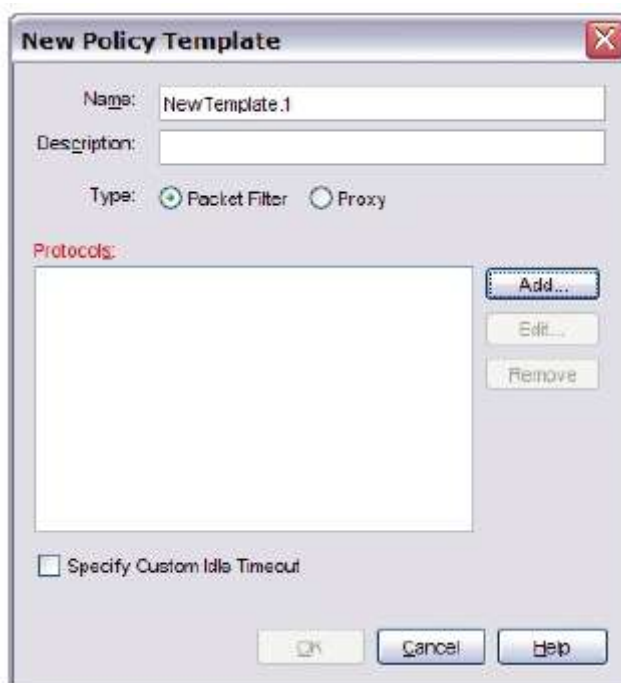 New Policy Template
Name: NewTemplate.1
Description:
Type: Packet Filter Proxy
Protocols:
Add...
Edit...
Remove
Specify Custom Idle Timeout
OK Cancel Help